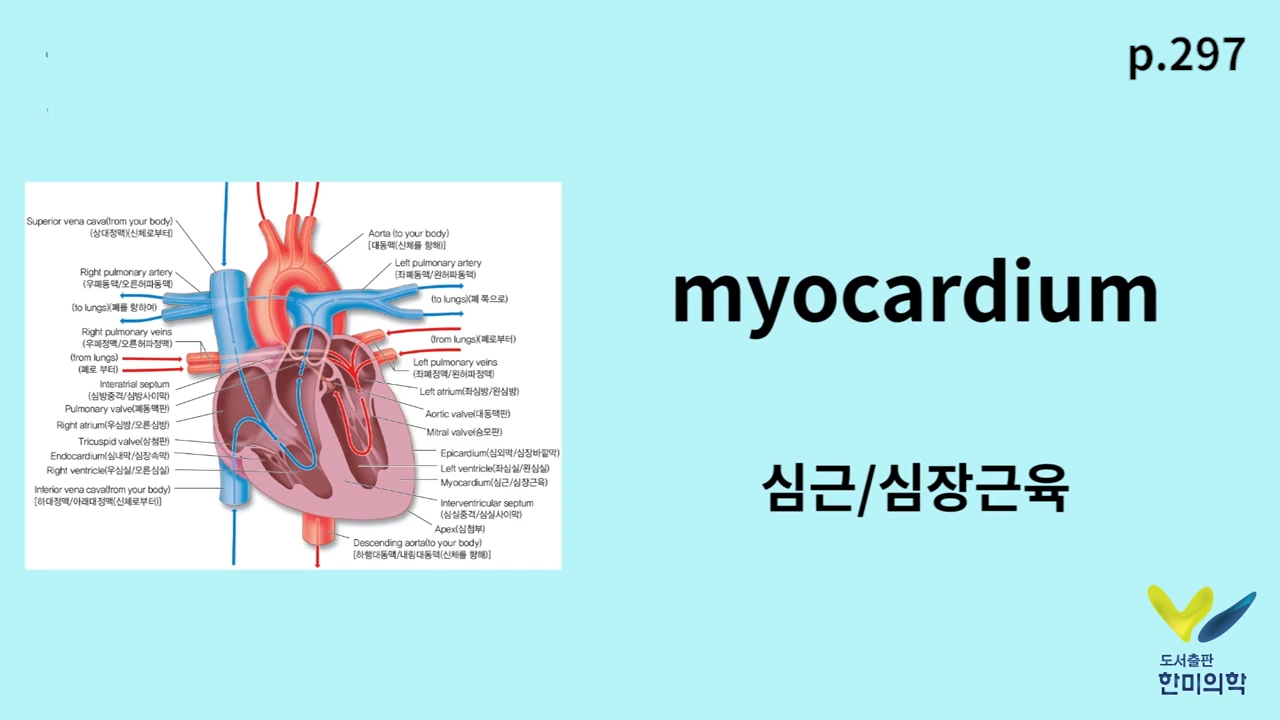 p.297
Superior vena cava(from your body)
(상대정맥)(신체로부터)
Right pulmonary artery
(우폐동맥/오른허파동맥)
(to lungs)(폐를 향하여)
Right pulmonary veins
(우폐정맥/오른허파정맥)
(from lungs)
(폐로 부터)
Interatrial septum
(심방중격/심방사이막)
Pulmonary valve(폐동맥판)
Right atrium(우심방/오른심방)
Tricuspid valve(삼첨판)
Endocardium(심내막/심장속막)
Right ventricle(우심실/오른심실)
Inferior vena cava(from your body)
[하대정맥/아래대정맥(신체로부터)]
Aorta (to your body)
[대동맥(신체를 향해)]
Left pulmonary artery
(좌폐동맥/왼허파동맥)
(to lungs)(폐 쪽으로)
(from lungs)(폐로부터)
Left pulmonary veins
(좌폐정맥/왼허파정맥)
Left atrium(좌심방/왼심방)
Aortic valve(대동맥판)
Mitral valve(승모판)
Epicardium(심외막/심장바깥막)
Left ventricle(좌심실/왼심실)
Myocardium(심근/심장근육)
Interventricular septum
(심실중격/심실사이막)
Apex(심첨부)
Descending aorta(to your body)
[하행대동맥/내림대동맥(신체를 향해)]
myocardium
심근/심장근육
도서출판
한미의학